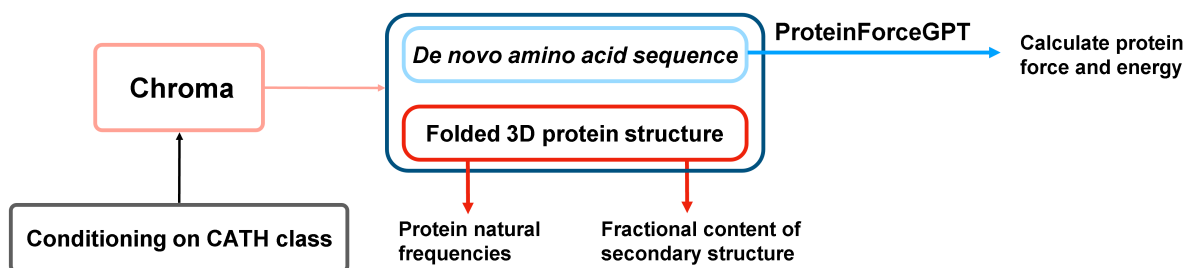 ProteinForceGPT
De novo amino acid sequence
Calculate protein
force and energy
Chroma
Folded 3D protein structure
Conditioning on CATH class
Protein natural
frequencies
Fractional content of
secondary structure